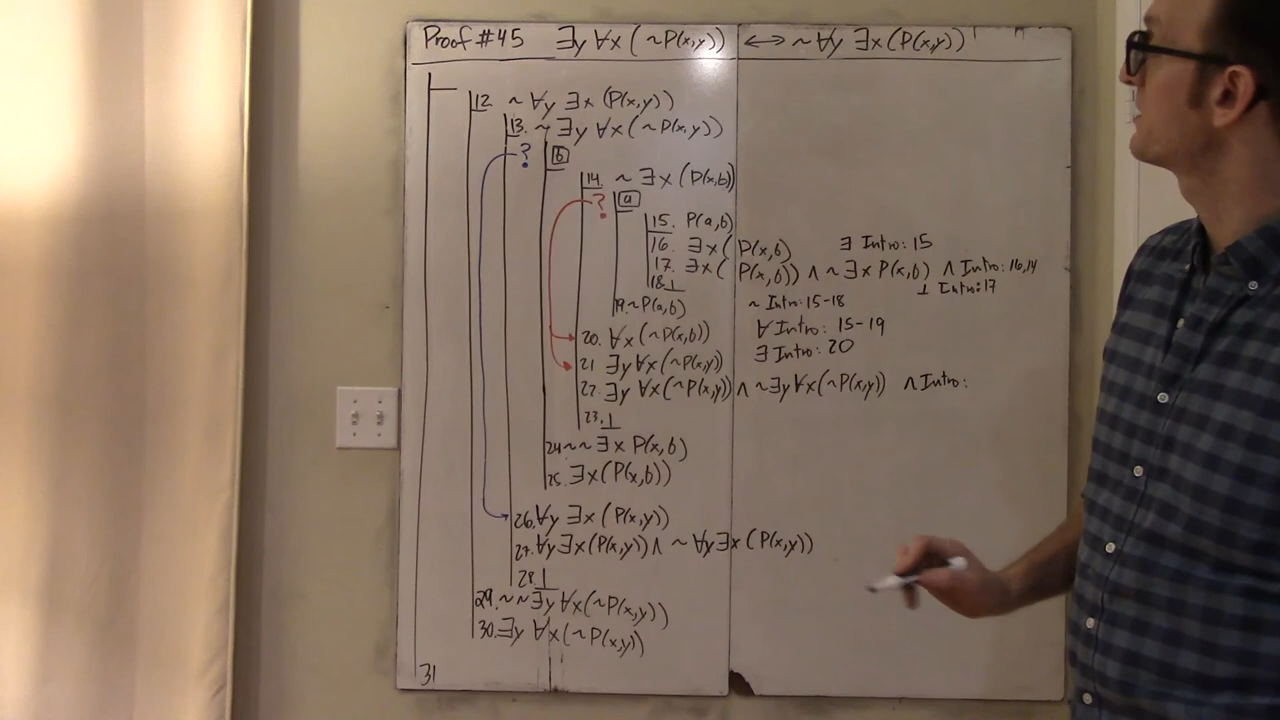 Proof #45 ∃y ∀x (~P(x,y)) ⟷ ~∀y ∃x(P(x,y))
12. ~∀y ∃x (P(x,y))
13. ~∃y ∀x(~P(x,y))
? b
14. ~∃x(P(x,b))
? a
15. P(a,b)
16. ∃x(P(x,b) ∃ Intro: 15
17. ∃x(P(x,b)) ∧ ~∃x P(x,b) ∧ Intro: 16,14
18. ⊥ ⊥ Intro: 17
19. ~P(a,b) ~ Intro: 15-18
20. ∀x(~P(x,b)) ∀ Intro: 15-19
21 ∃y ∀x(~P(x,y)) ∃ Intro: 20
22. ∃y ∀x(~P(x,y)) ∧ ~∃y ∀x(~P(x,y)) ∧ Intro:
23. ⊥
24. ~~∃x P(x,b)
25. ∃x(P(x,b))
26. ∀y ∃x(P(x,y))
27. ∀y ∃x(P(x,y)) ∧ ~∀y ∃x(P(x,y))
28. ⊥
29. ~~∃y ∀x(~P(x,y))
30. ∃y ∀x(~P(x,y))
31